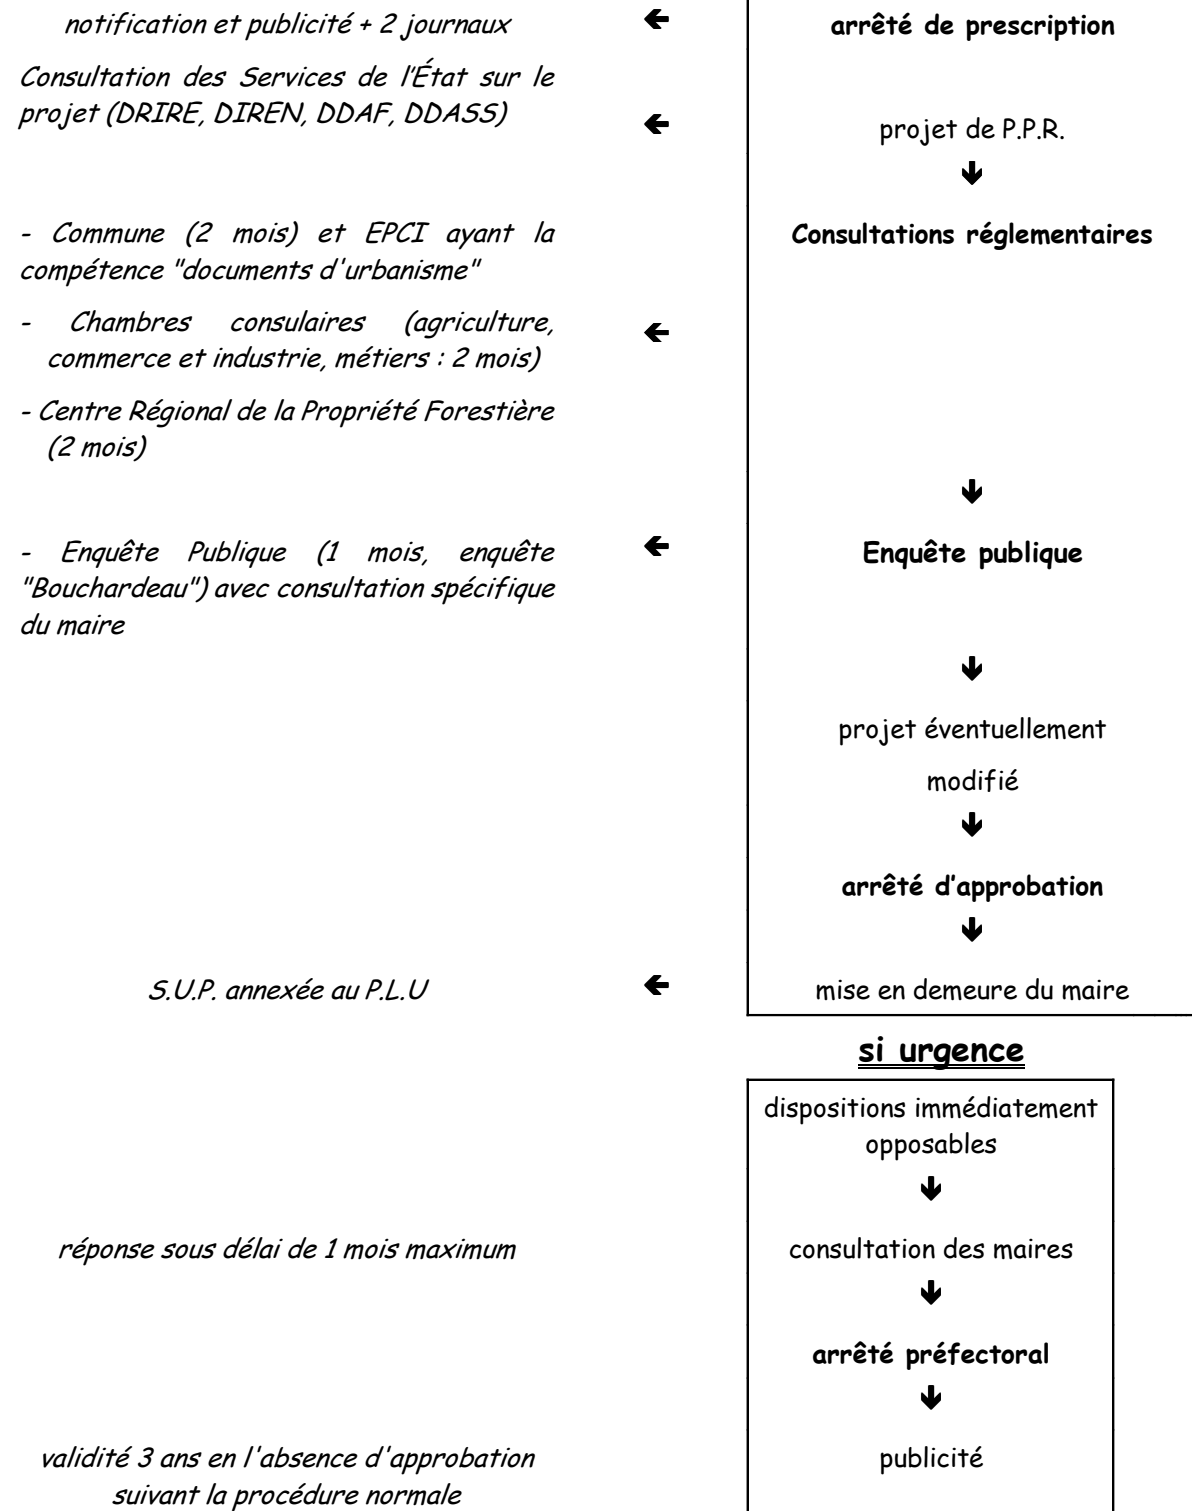 notification et publicité + 2 journaux
arrêté de prescription
Consultation des Services de l'État sur le
projet (DRIRE, DIREN, DDAF, DDASS)
projet de P.P.R.
- Commune (2 mois) et EPCI ayant la
compétence "documents d'urbanisme"
Consultations réglementaires
- Chambres consulaires (agriculture,
commerce et industrie, métiers : 2 mois)
- Centre Régional de la Propriété Forestière
(2 mois)
- Enquête Publique (1 mois, enquête
"Bouchardeau") avec consultation spécifique
du maire
Enquête publique
projet éventuellement
modifié
arrêté d’approbation
S.U.P. annexée au P.L.U
mise en demeure du maire
si urgence
dispositions immédiatement
opposables
réponse sous délai de 1 mois maximum
consultation des maires
arrêté préfectoral
validité 3 ans en l'absence d'approbation
suivant la procédure normale
publicité